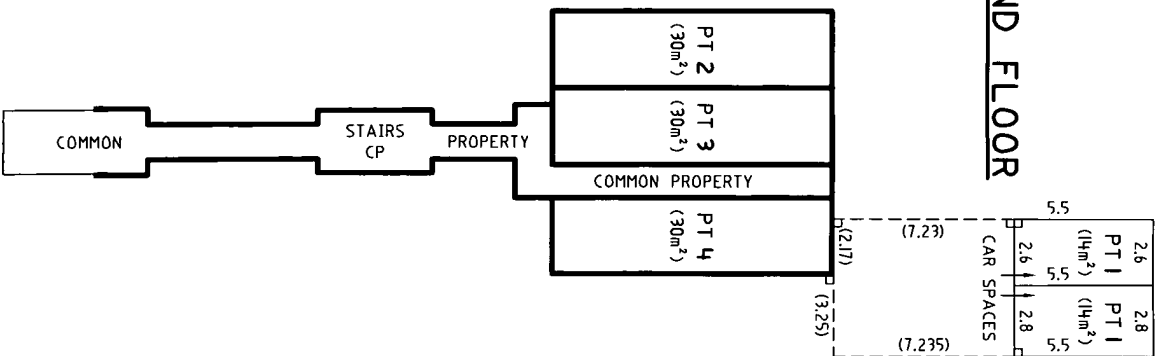 ND FLOOR
PT 2
(30m²)
PT 3
(30m²)
PT 4
(30m²)
COMMON
STAIRS
CP
PROPERTY
COMMON PROPERTY
(2.17)
(3.25)
(7.23)
(7.235)
CAR SPACES
5.5
2.6
PT 1
(14m²)
2.6
5.5
2.8
PT 1
(14m²)
2.8
5.5